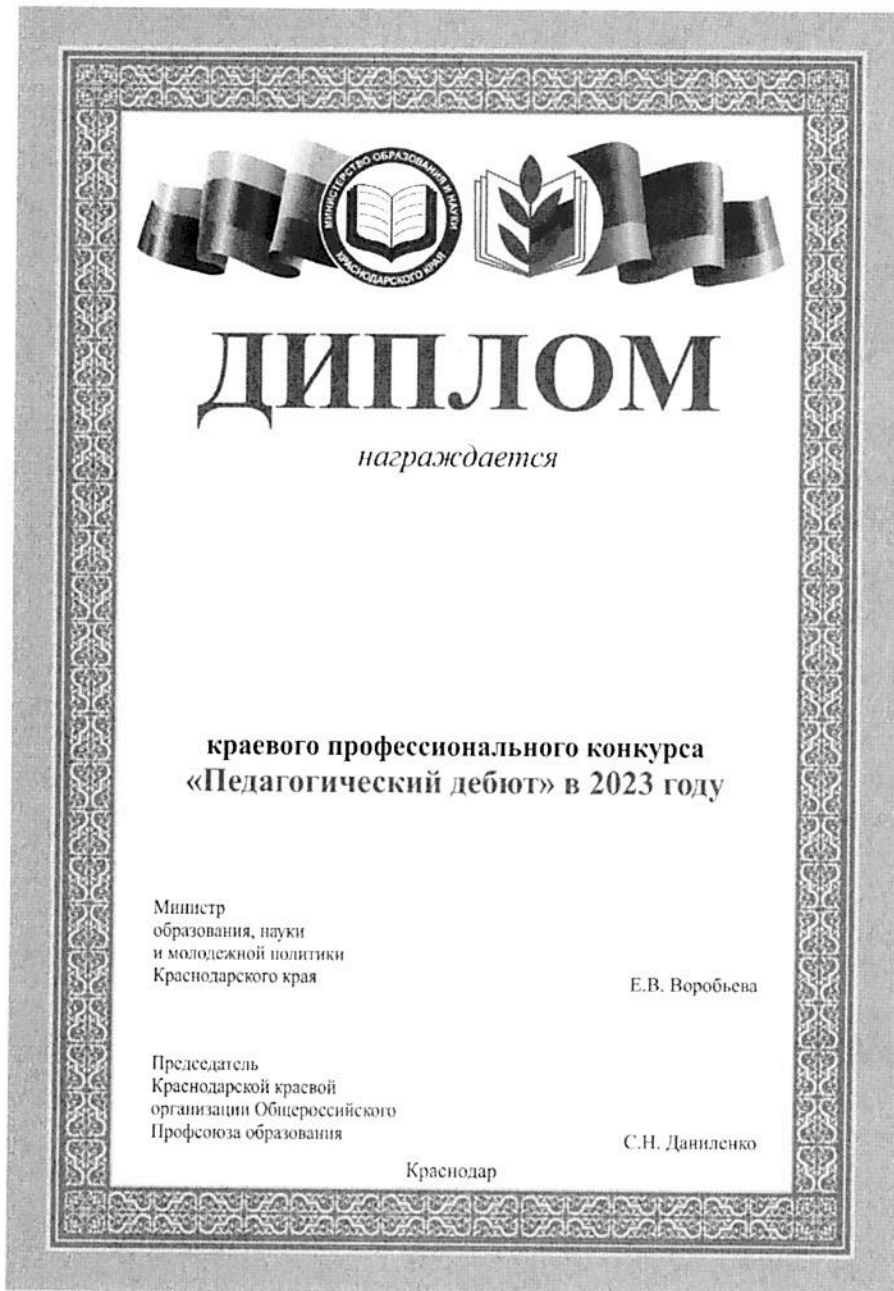 МИНИСТЕРСТВО ОБРАЗОВАНИЯ И НАУКИ
КРАСНОДАРСКОГО КРАЯ
ДИПЛОМ
награждается
краевого профессионального конкурса
«Педагогический дебют» в 2023 году
Министр
образования, науки
и молодежной политики
Краснодарского края
Е.В. Воробьева
Председатель
Краснодарской краевой
организации Общероссийского
Профсоюза образования
С.Н. Даниленко
Краснодар